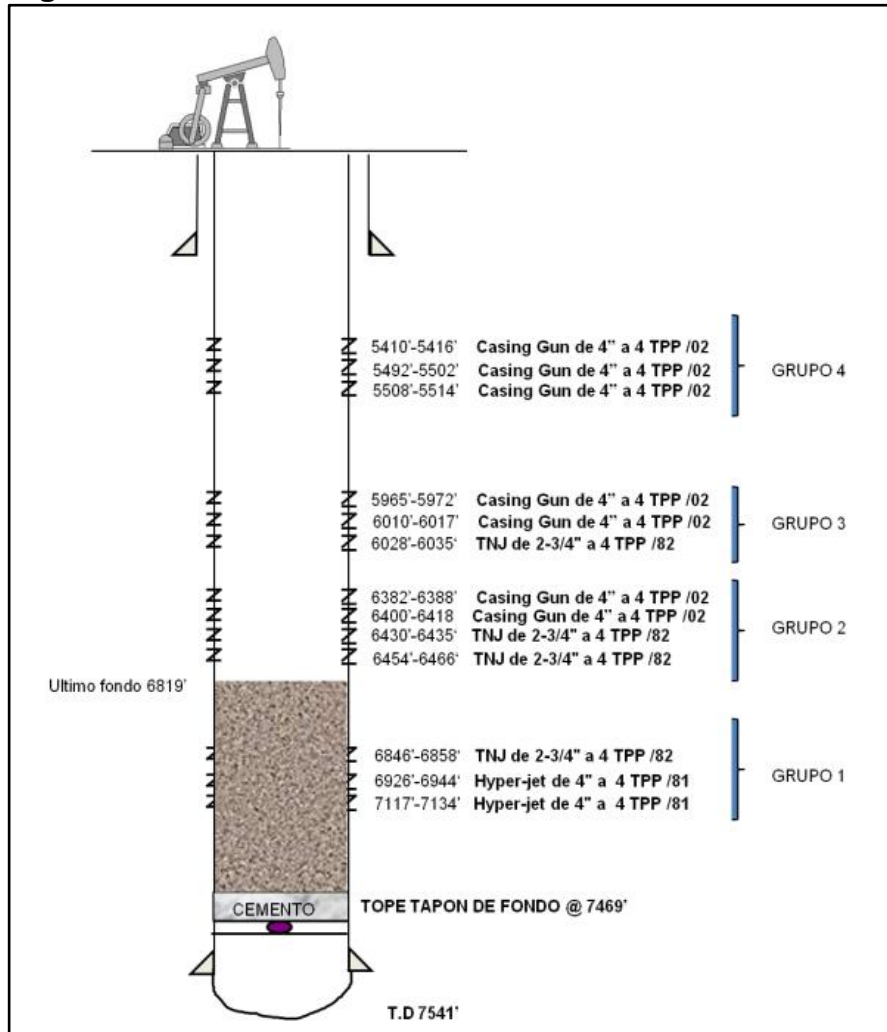 5410'-5416' Casing Gun de 4” a 4 TPP /02
5492'-5502' Casing Gun de 4” a 4 TPP /02
5508'-5514' Casing Gun de 4” a 4 TPP /02
GRUPO 4
5965'-5972' Casing Gun de 4” a 4 TPP /02
6010'-6017' Casing Gun de 4” a 4 TPP /02
6028'-6035' TNJ de 2-3/4" a 4 TPP /82
GRUPO 3
6382'-6388' Casing Gun de 4” a 4 TPP /02
6400'-6418 Casing Gun de 4” a 4 TPP /02
6430'-6435' TNJ de 2-3/4" a 4 TPP /82
6454'-6466' TNJ de 2-3/4" a 4 TPP /82
GRUPO 2
Ultimo fondo 6819'
6846'-6858' TNJ de 2-3/4" a 4 TPP /82
6926'-6944' Hyper-jet de 4" a 4 TPP /81
7117'-7134' Hyper-jet de 4" a 4 TPP /81
GRUPO 1
CEMENTO
TOPE TAPON DE FONDO @ 7469'
T.D 7541'